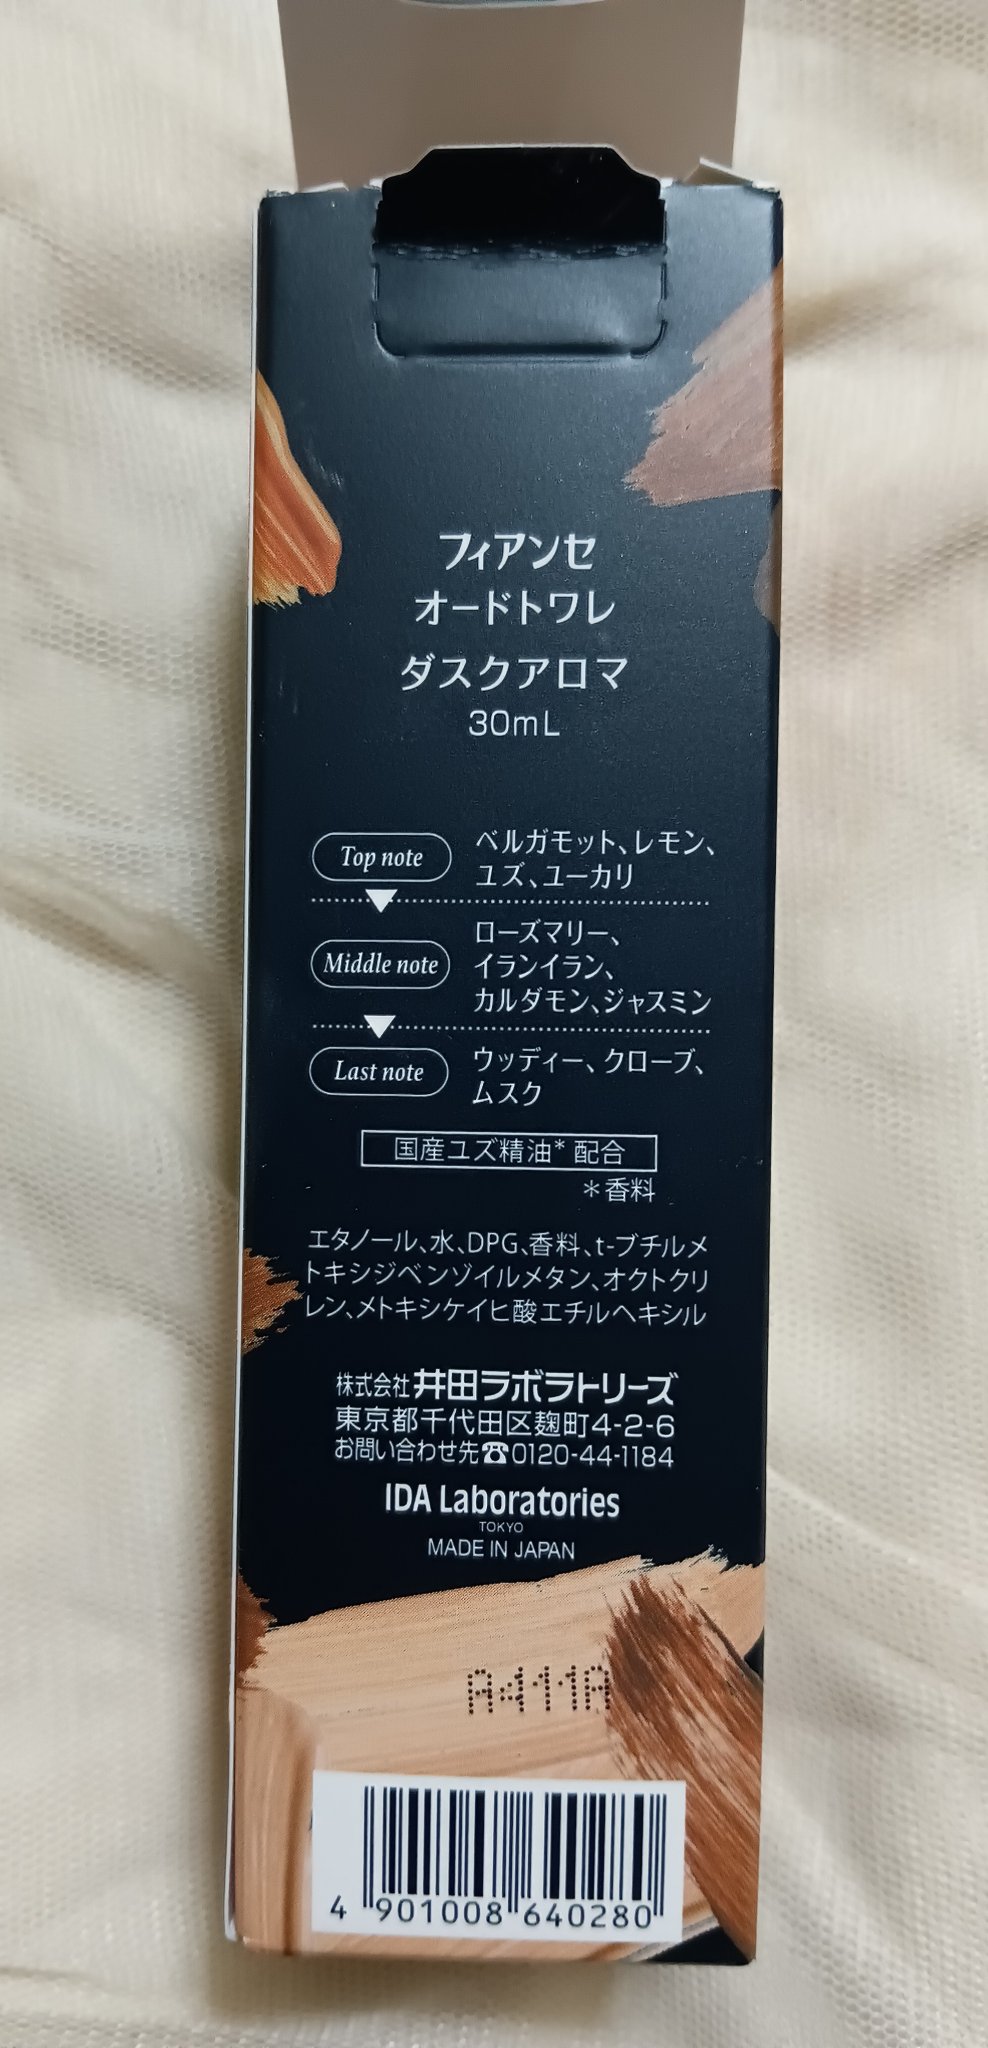 フィアンセ
オードトワレ
ダスクアロマ
30mL
Top note
ベルガモット、レモン、
ユズ、ユーカリ
Middle note
ローズマリー、
イランイラン、
カルダモン、ジャスミン
Last note
ウッディー、クローブ、
ムスク
国産ユズ精油* 配合
*香料
エタノール、水、DPG、香料、t-ブチルメ
トキシジベンゾイルメタン、オクトクリ
レン、メトキシケイヒ酸エチルヘキシル
株式会社 井田ラボラトリーズ
東京都千代田区麹町4-2-6
お問い合わせ先☎0120-44-1184
IDA Laboratories
TOKYO
MADE IN JAPAN
A411A
4 901008 640280